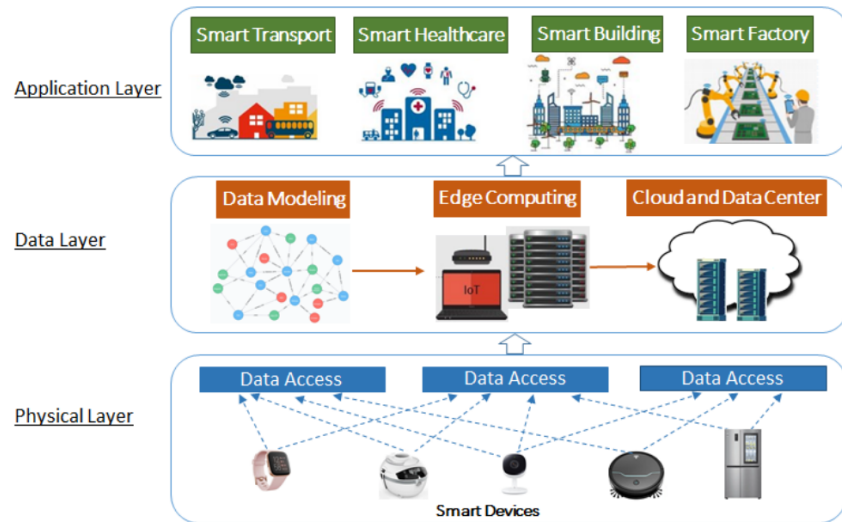 Application Layer
Smart Transport
Smart Healthcare
Smart Building
Smart Factory
Data Layer
Data Modeling
Edge Computing
Cloud and Data Center
IoT
Physical Layer
Data Access
Data Access
Data Access
Smart Devices